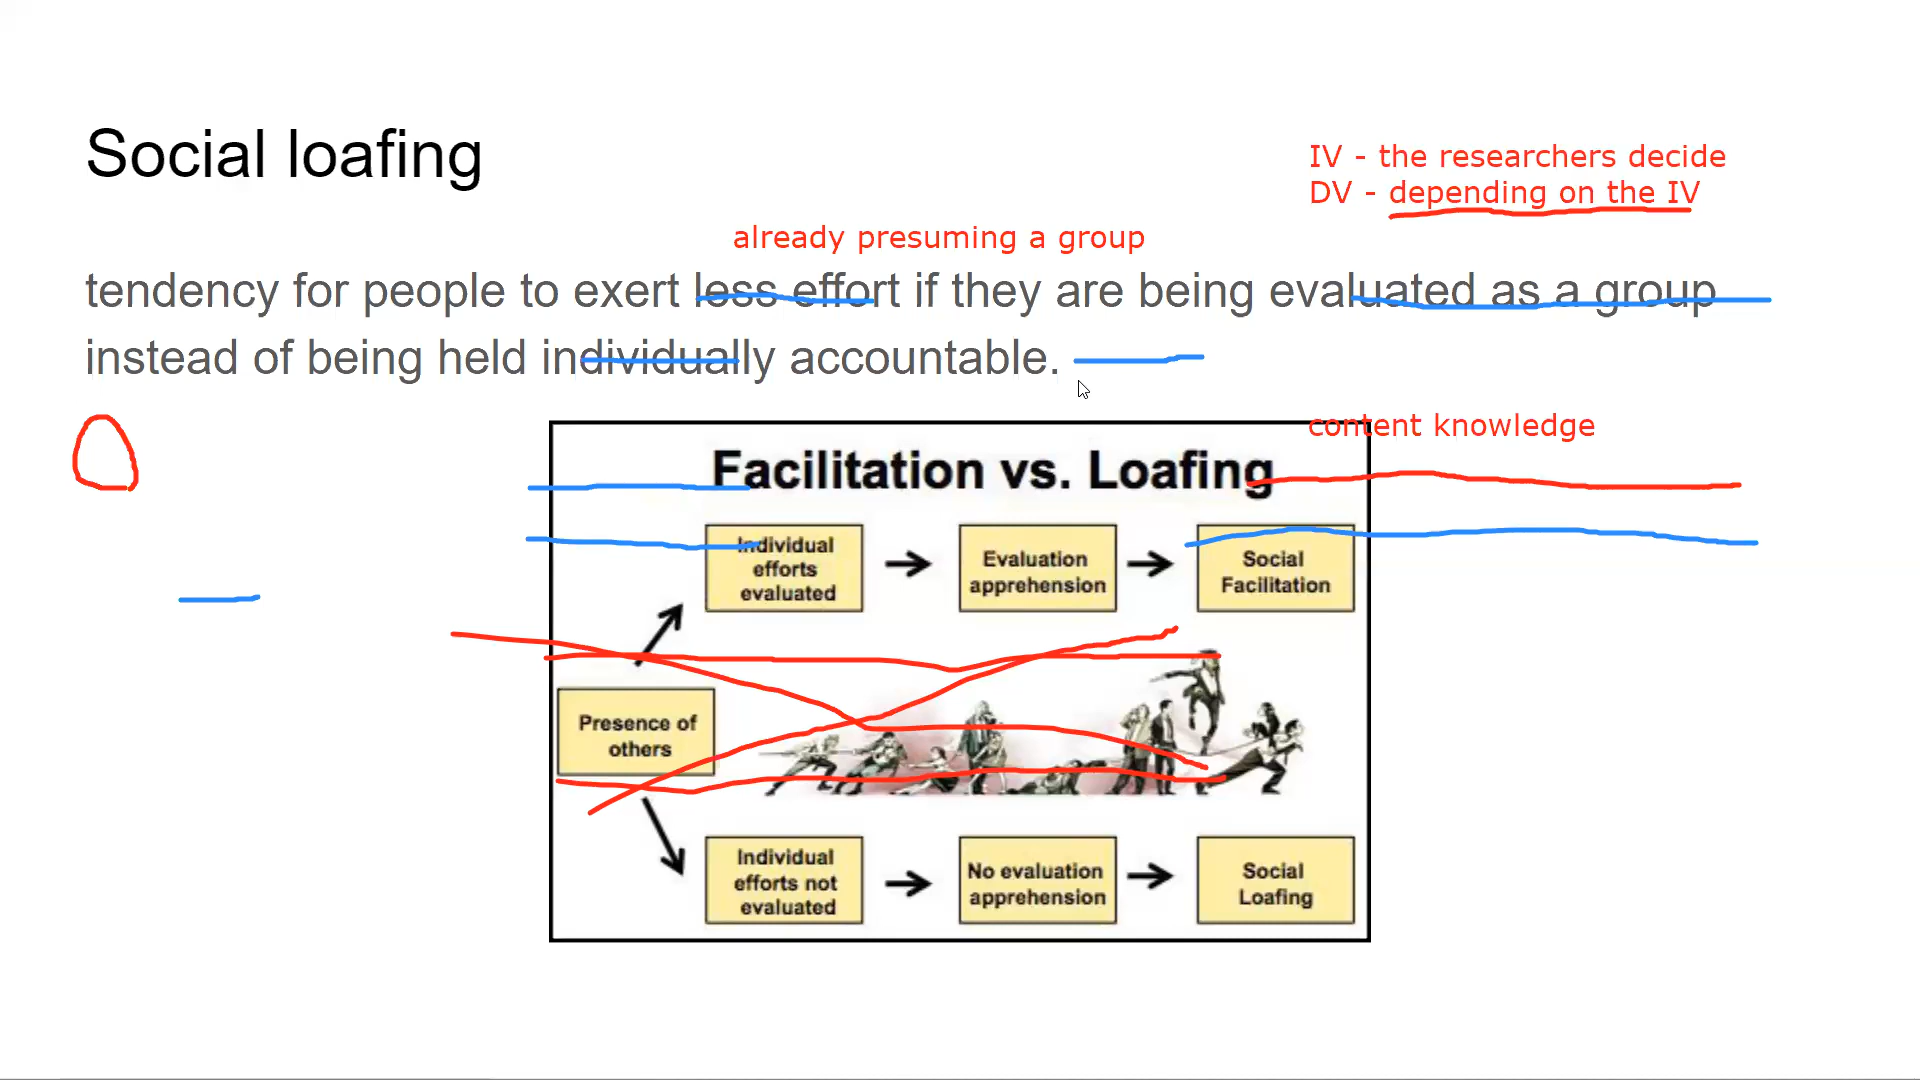 Social loafing
IV - the researchers decide
DV - depending on the IV
already presuming a group
tendency for people to exert less effort if they are being evaluated as a group
instead of being held individually accountable.
content knowledge
Facilitation vs. Loafing
Individual
efforts
evaluated
Evaluation
apprehension
Social
Facilitation
Presence of
others
Individual
efforts not
evaluated
No evaluation
apprehension
Social
Loafing